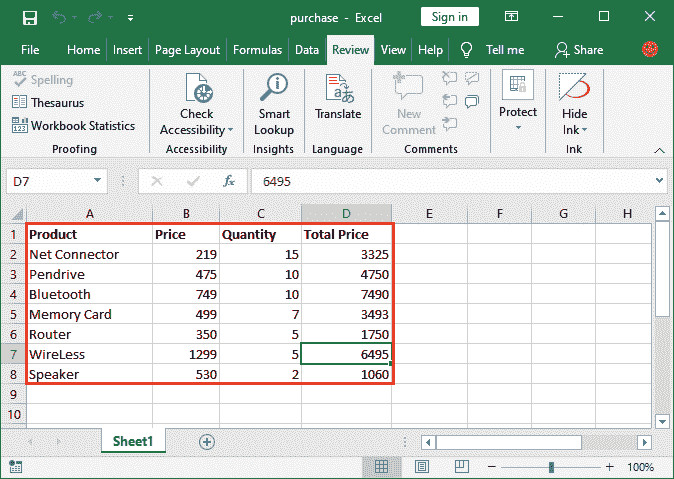 purchase - Excel
Sign in
File Home Insert Page Layout Formulas Data Review View Help Tell me Share
ABC
Spelling
Thesaurus
123
Workbook Statistics
Proofing
Check
Accessibility
Accessibility
Smart
Lookup
Insights
Translate
Language
New
Comment
Comments
Protect
Hide
Ink
Ink
D7 fx 6495
A B C D E F G H
1 Product Price Quantity Total Price
2 Net Connector 219 15 3325
3 Pendrive 475 10 4750
4 Bluetooth 749 10 7490
5 Memory Card 499 7 3493
6 Router 350 5 1750
7 WireLess 1299 5 6495
8 Speaker 530 2 1060
9
10
Sheet1
100%